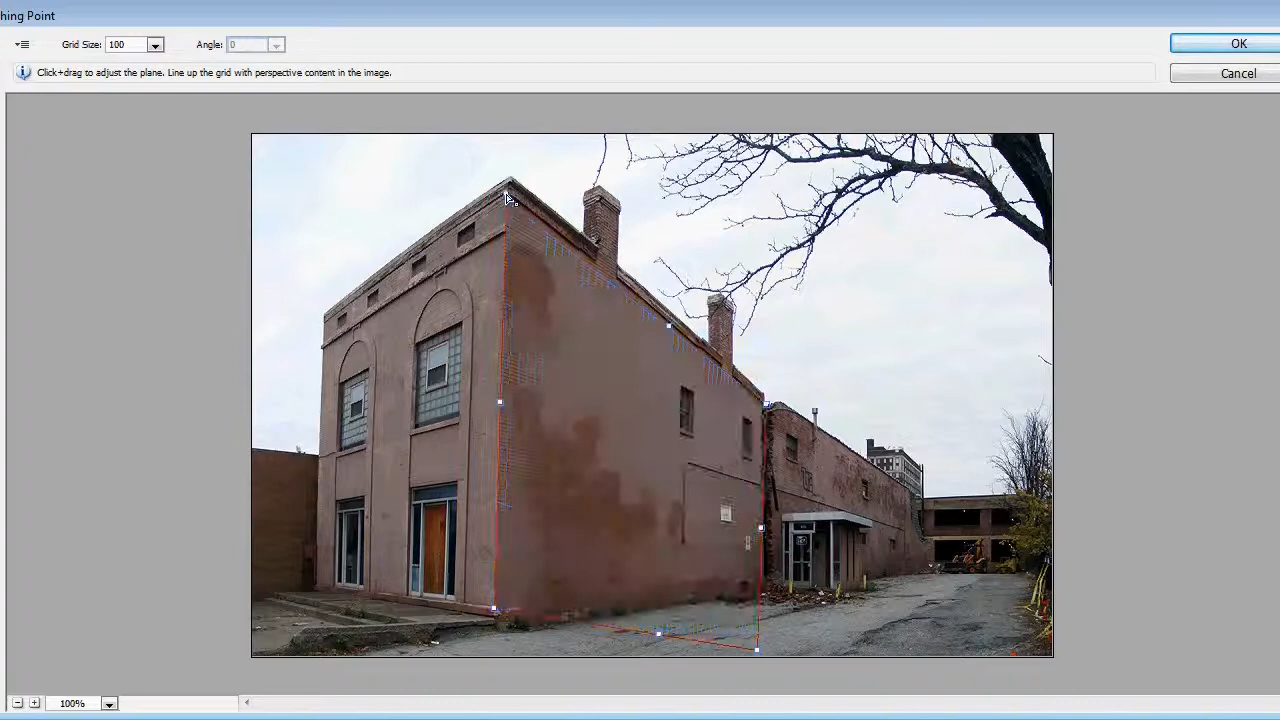 hing Point
Grid Size: 100 Angle: 0
OK
Click+drag to adjust the plane. Line up the grid with perspective content in the image.
Cancel
100%